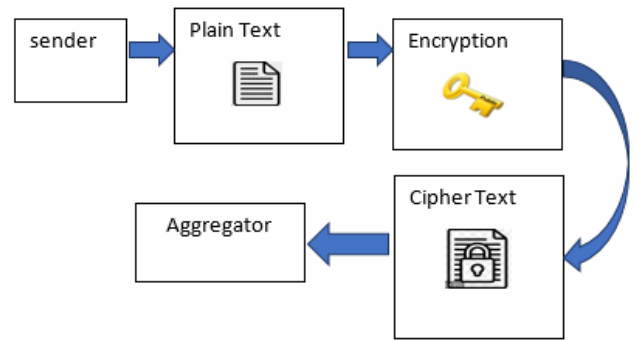 sender
Plain Text
Encryption
Cipher Text
Aggregator